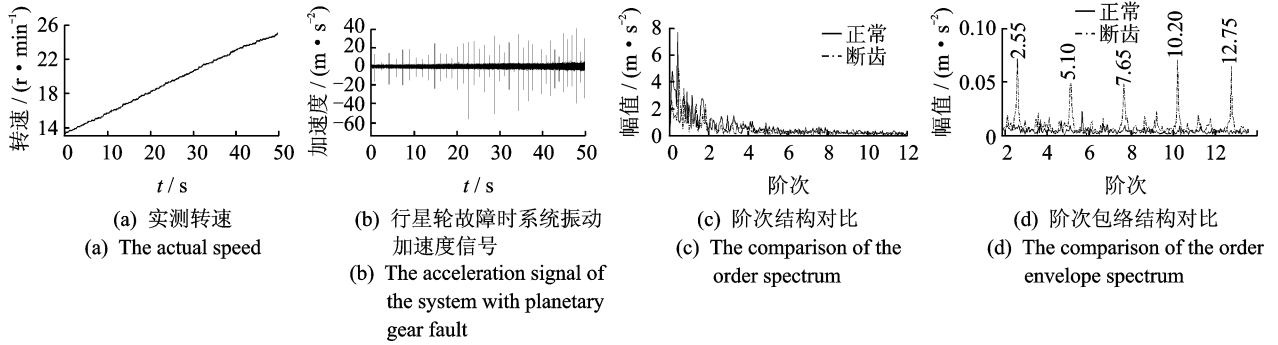 转速 / (r • min⁻¹)
26
22
18
14
0 10 20 30 40 50
t / s
(a) 实测转速
(a) The actual speed
加速度 / (m • s⁻²)
40
20
0
−20
−40
−60
0 10 20 30 40 50
t / s
(b) 行星轮故障时系统振动
加速度信号
(b) The acceleration signal of
the system with planetary
gear fault
幅值 / (m • s⁻²)
8
6
4
2
0
0 2 4 6 8 10 12
正常
断齿
阶次
(c) 阶次结构对比
(c) The comparison of the
order spectrum
幅值 / (m • s⁻²)
0.10
0.05
0
2 4 6 8 10 12
正常
断齿
2.55
5.10
7.65
10.20
12.75
阶次
(d) 阶次包络结构对比
(d) The comparison of the order
envelope spectrum